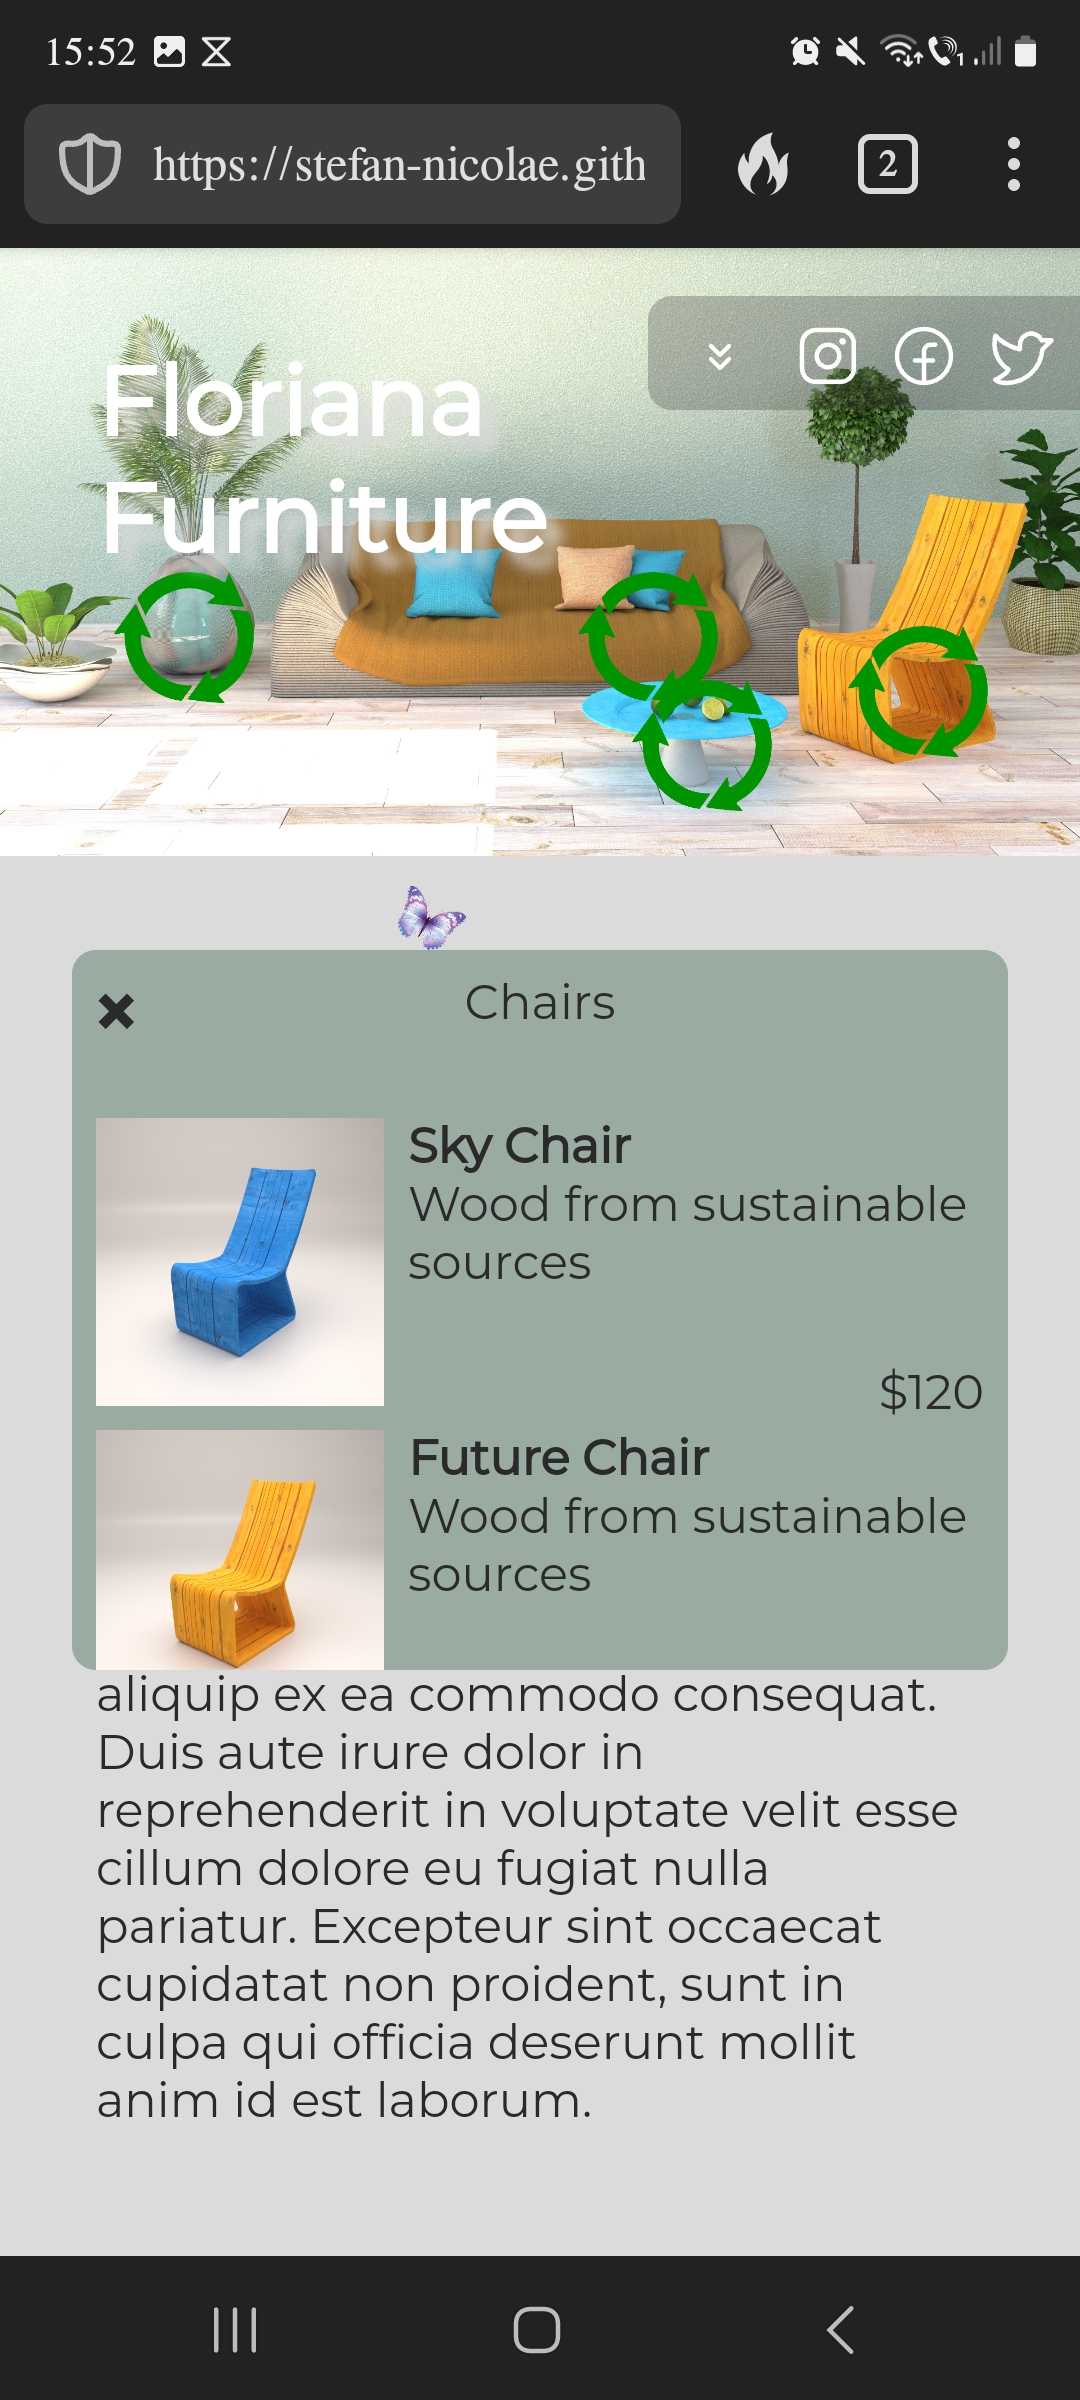 15:52
1
https://stefan-nicolae.gith
2
Floriana
Furniture
Chairs
Sky Chair
Wood from sustainable
sources
$120
Future Chair
Wood from sustainable
sources
aliquip ex ea commodo consequat.
Duis aute irure dolor in
reprehenderit in voluptate velit esse
cillum dolore eu fugiat nulla
pariatur. Excepteur sint occaecat
cupidatat non proident, sunt in
culpa qui officia deserunt mollit
anim id est laborum.